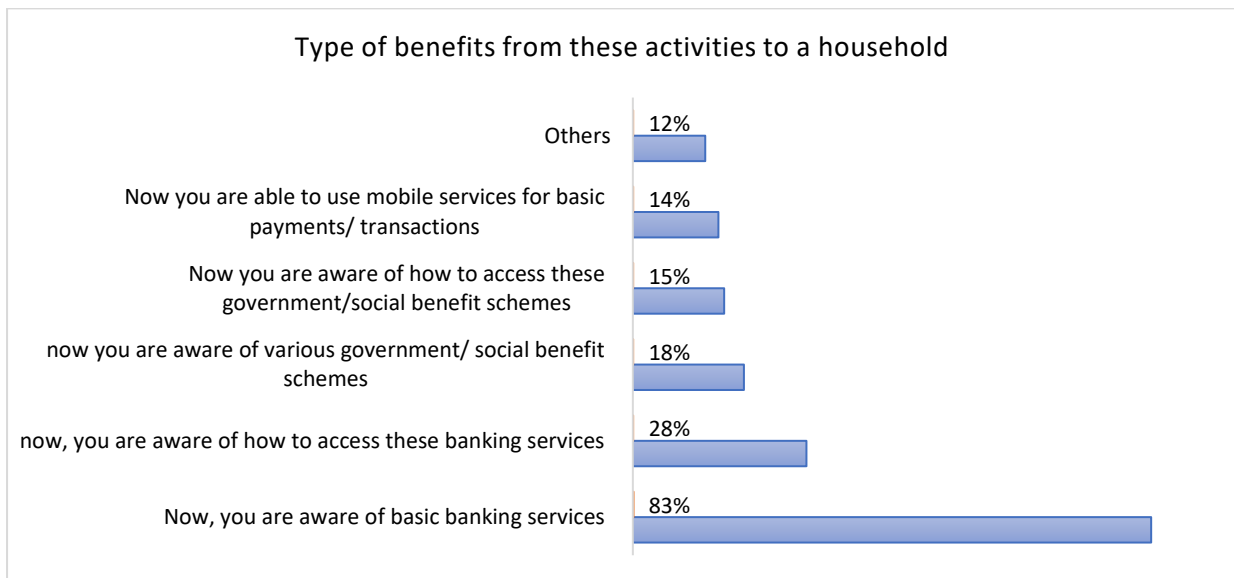 Type of benefits from these activities to a household
Others
12%
Now you are able to use mobile services for basic
payments/ transactions
14%
Now you are aware of how to access these
government/social benefit schemes
15%
now you are aware of various government/ social benefit
schemes
18%
now, you are aware of how to access these banking services
28%
Now, you are aware of basic banking services
83%